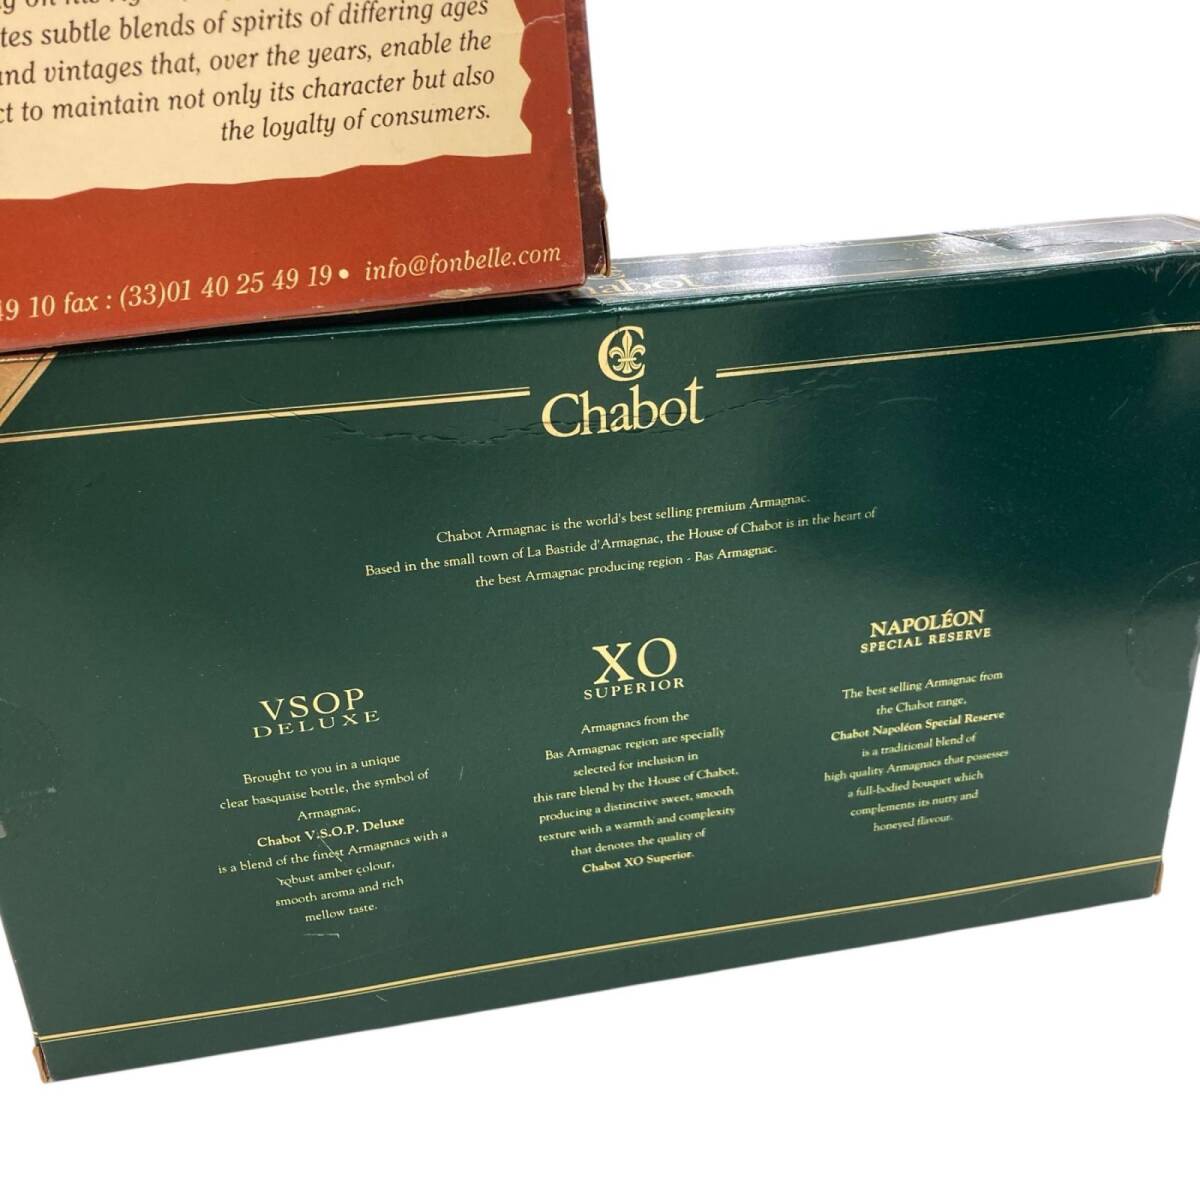 tes subtle blends of spirits of differing ages
and vintages that, over the years, enable the
ct to maintain not only its character but also
the loyalty of consumers.
49 10 fax : (33)01 40 25 49 19 • info@fonbelle.com
Chabot
Chabot
Chabot Armagnac is the world's best selling premium Armagnac.
Based in the small town of La Bastide d'Armagnac, the House of Chabot is in the heart of
the best Armagnac producing region - Bas Armagnac.
VSOP
DELUXE
Brought to you in a unique
clear basquaise bottle, the symbol of
Armagnac,
Chabot V.S.O.P. Deluxe
is a blend of the finest Armagnacs with a
robust amber colour,
smooth aroma and rich
mellow taste.
XO
SUPERIOR
Armagnacs from the
Bas Armagnac region are specially
selected for inclusion in
this rare blend by the House of Chabot,
producing a distinctive sweet, smooth
texture with a warmth and complexity
that denotes the quality of
Chabot XO Superior.
NAPOLÉON
SPECIAL RESERVE
The best selling Armagnac from
the Chabot range,
Chabot Napoléon Special Reserve
is a traditional blend of
high quality Armagnacs that possesses
a full-bodied bouquet which
complements its nutty and
honeyed flavour.